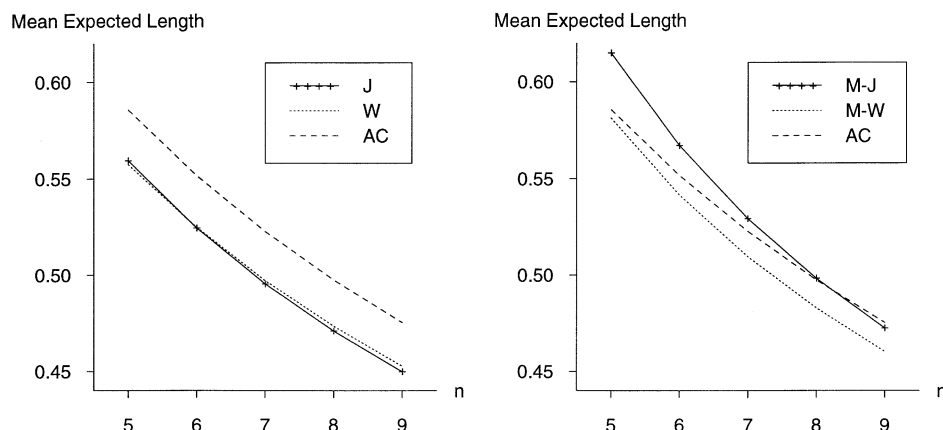 Mean Expected Length
0.60
0.55
0.50
0.45
5 6 7 8 9
n
J
W
AC
Mean Expected Length
0.60
0.55
0.50
0.45
5 6 7 8 9
M-J
M-W
AC